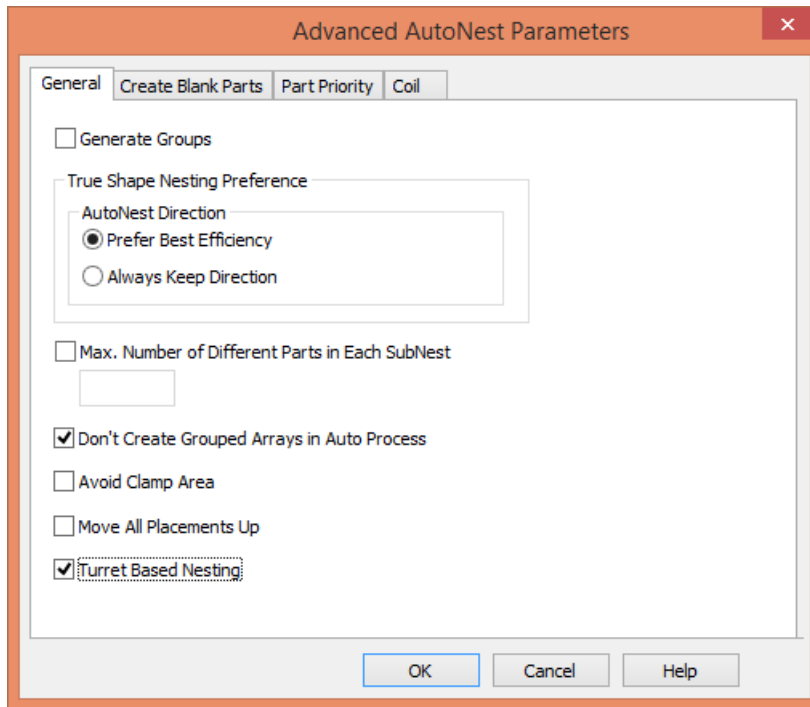 Advanced AutoNest Parameters
General Create Blank Parts Part Priority Coil
Generate Groups
True Shape Nesting Preference
AutoNest Direction
Prefer Best Efficiency
Always Keep Direction
Max. Number of Different Parts in Each SubNest
Don't Create Grouped Arrays in Auto Process
Avoid Clamp Area
Move All Placements Up
Turret Based Nesting
OK Cancel Help